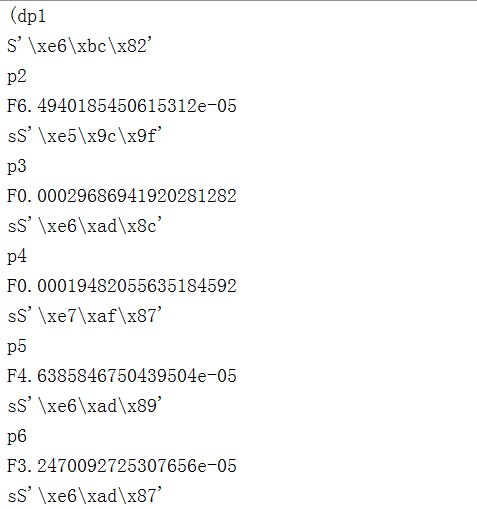 (dp1
S'\xe6\xbc\x82'
p2
F6.4940185450615312e-05
sS'\xe5\x9c\x9f'
p3
F0.00029686941920281282
sS'\xe6\xad\x8c'
p4
F0.00019482055635184592
sS'\xe7\xaf\x87'
p5
F4.6385846750439504e-05
sS'\xe6\xad\x89'
p6
F3.2470092725307656e-05
sS'\xe6\xad\x87'